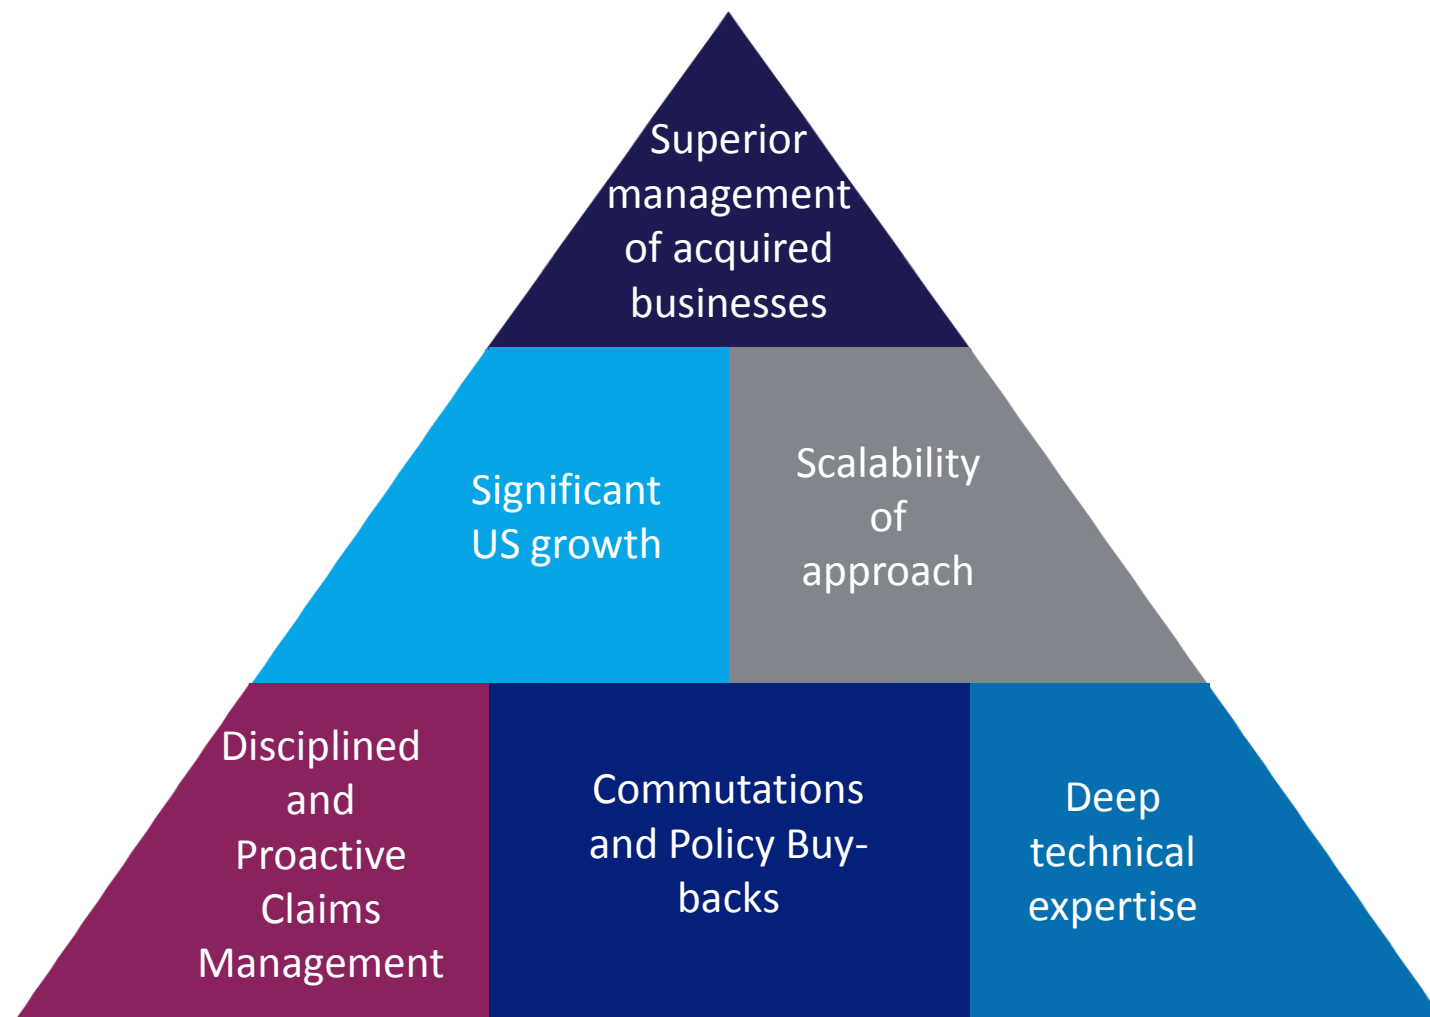 Superior
management
of acquired
businesses
Significant
US growth
Scalability
of
approach
Disciplined
and
Proactive
Claims
Management
Commutations
and Policy Buy-
backs
Deep
technical
expertise